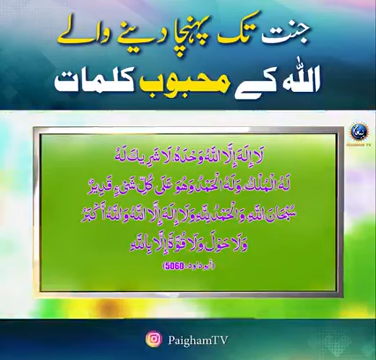 جنت تک پہنچا دینے والے
اللہ کے محبوب کلمات
لَا إِلٰهَ إِلَّا اللّٰهُ وَحْدَهُ لَا شَرِيكَ لَهُ
لَهُ الْمُلْكُ وَلَهُ الْحَمْدُ وَهُوَ عَلَى كُلِّ شَيْءٍ قَدِيرٌ
سُبْحَانَ اللّٰهِ وَالْحَمْدُ لِلّٰهِ وَلَا إِلٰهَ إِلَّا اللّٰهُ وَاللّٰهُ أَكْبَرُ
وَلَا حَوْلَ وَلَا قُوَّةَ إِلَّا بِاللّٰهِ
(ابو داود: 5060)
PaighamTV